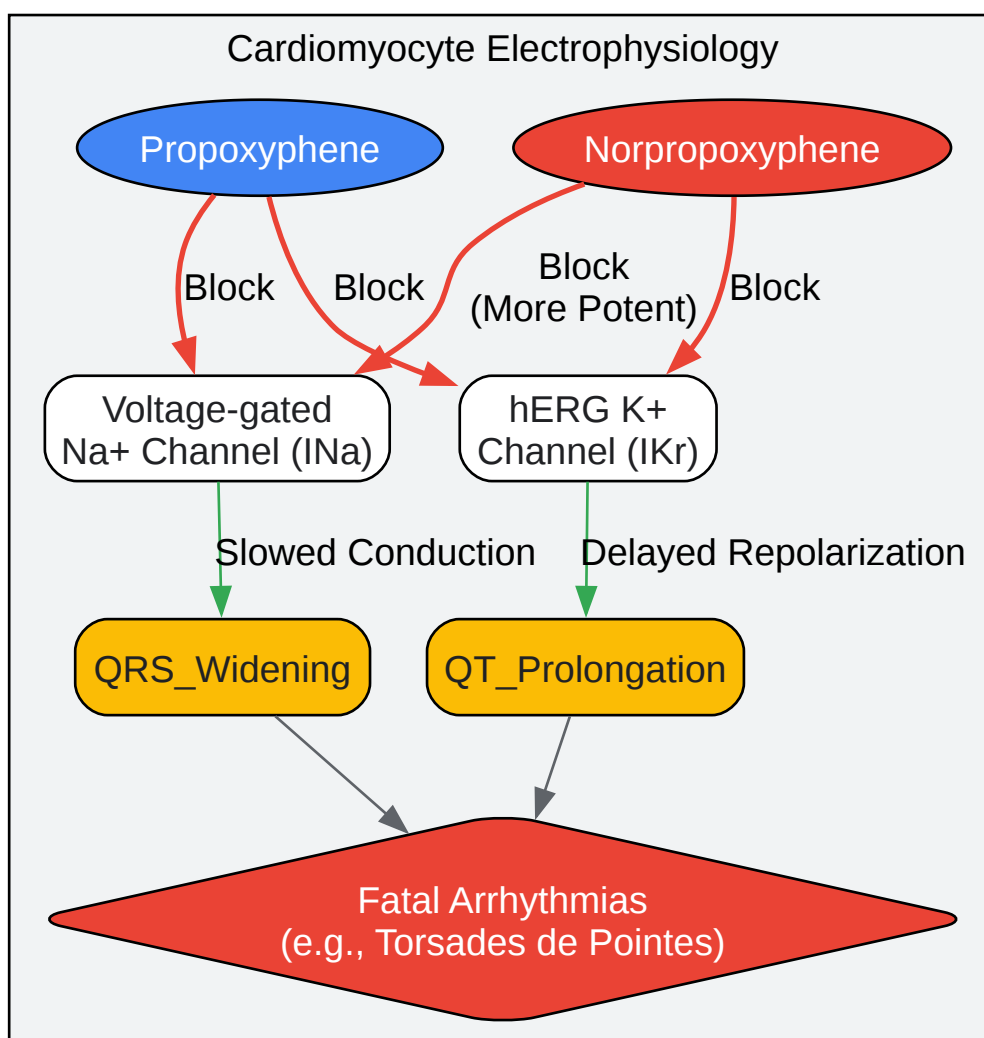 Cardiomyocyte Electrophysiology
Propoxyphene
Norpropoxyphene
Block
Block
Block
(More Potent)
Block
Voltage-gated
Na+ Channel (INa)
hERG K+
Channel (IKr)
Slowed Conduction
Delayed Repolarization
QRS_Widening
QT_Prolongation
Fatal Arrhythmias
(e.g., Torsades de Pointes)